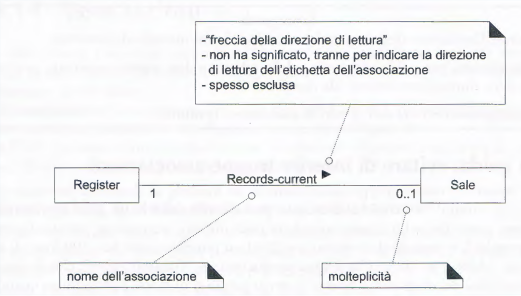 -"freccia della direzione di lettura"
- non ha significato, tranne per indicare la direzione
di lettura dell'etichetta dell'associazione
- spesso esclusa
Register
1
Records-current
0..1
Sale
nome dell'associazione
molteplicità